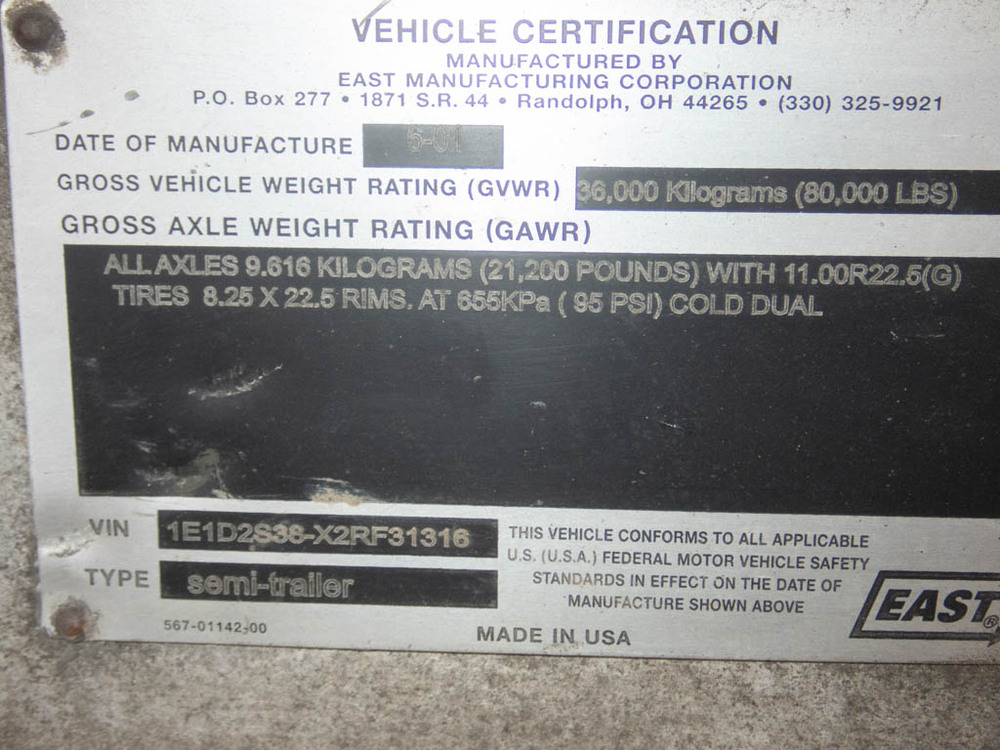 VEHICLE CERTIFICATION
MANUFACTURED BY
EAST MANUFACTURING CORPORATION
P.O. Box 277 • 1871 S.R. 44 • Randolph, OH 44265 • (330) 325-9921
DATE OF MANUFACTURE 6-01
GROSS VEHICLE WEIGHT RATING (GVWR) 36,000 Kilograms (80,000 LBS)
GROSS AXLE WEIGHT RATING (GAWR)
ALL AXLES 9.616 KILOGRAMS (21,200 POUNDS) WITH 11.00R22.5(G)
TIRES 8.25 X 22.5 RIMS. AT 655KPa ( 95 PSI) COLD DUAL
VIN 1E1D2S38-X2RF31316
TYPE semi-trailer
567-01142-00
THIS VEHICLE CONFORMS TO ALL APPLICABLE
U.S. (U.S.A.) FEDERAL MOTOR VEHICLE SAFETY
STANDARDS IN EFFECT ON THE DATE OF
MANUFACTURE SHOWN ABOVE
MADE IN USA
EAST®